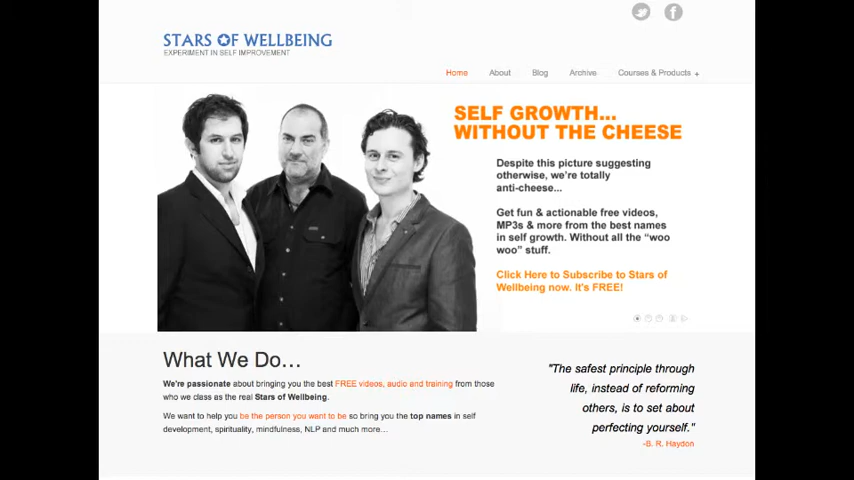 STARS OF WELLBEING
EXPERIMENT IN SELF IMPROVEMENT
Home About Blog Archive Courses & Products +
SELF GROWTH...
WITHOUT THE CHEESE
Despite this picture suggesting
otherwise, we're totally
anti-cheese...
Get fun & actionable free videos,
MP3s & more from the best names
in self growth. Without all the "woo
woo" stuff.
Click Here to Subscribe to Stars of
Wellbeing now. It's FREE!
What We Do...
We're passionate about bringing you the best FREE videos, audio and training from those
who we class as the real Stars of Wellbeing.
We want to help you be the person you want to be so bring you the top names in self
development, spirituality, mindfulness, NLP and much more...
"The safest principle through
life, instead of reforming
others, is to set about
perfecting yourself."
-B. R. Haydon